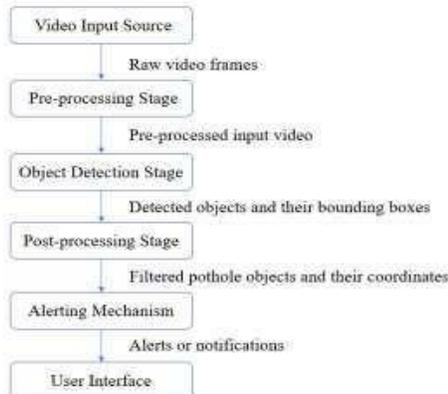 Video Input Source
Raw video frames
Pre-processing Stage
Pre-processed input video
Object Detection Stage
Detected objects and their bounding boxes
Post-processing Stage
Filtered pothole objects and their coordinates
Alerting Mechanism
Alerts or notifications
User Interface